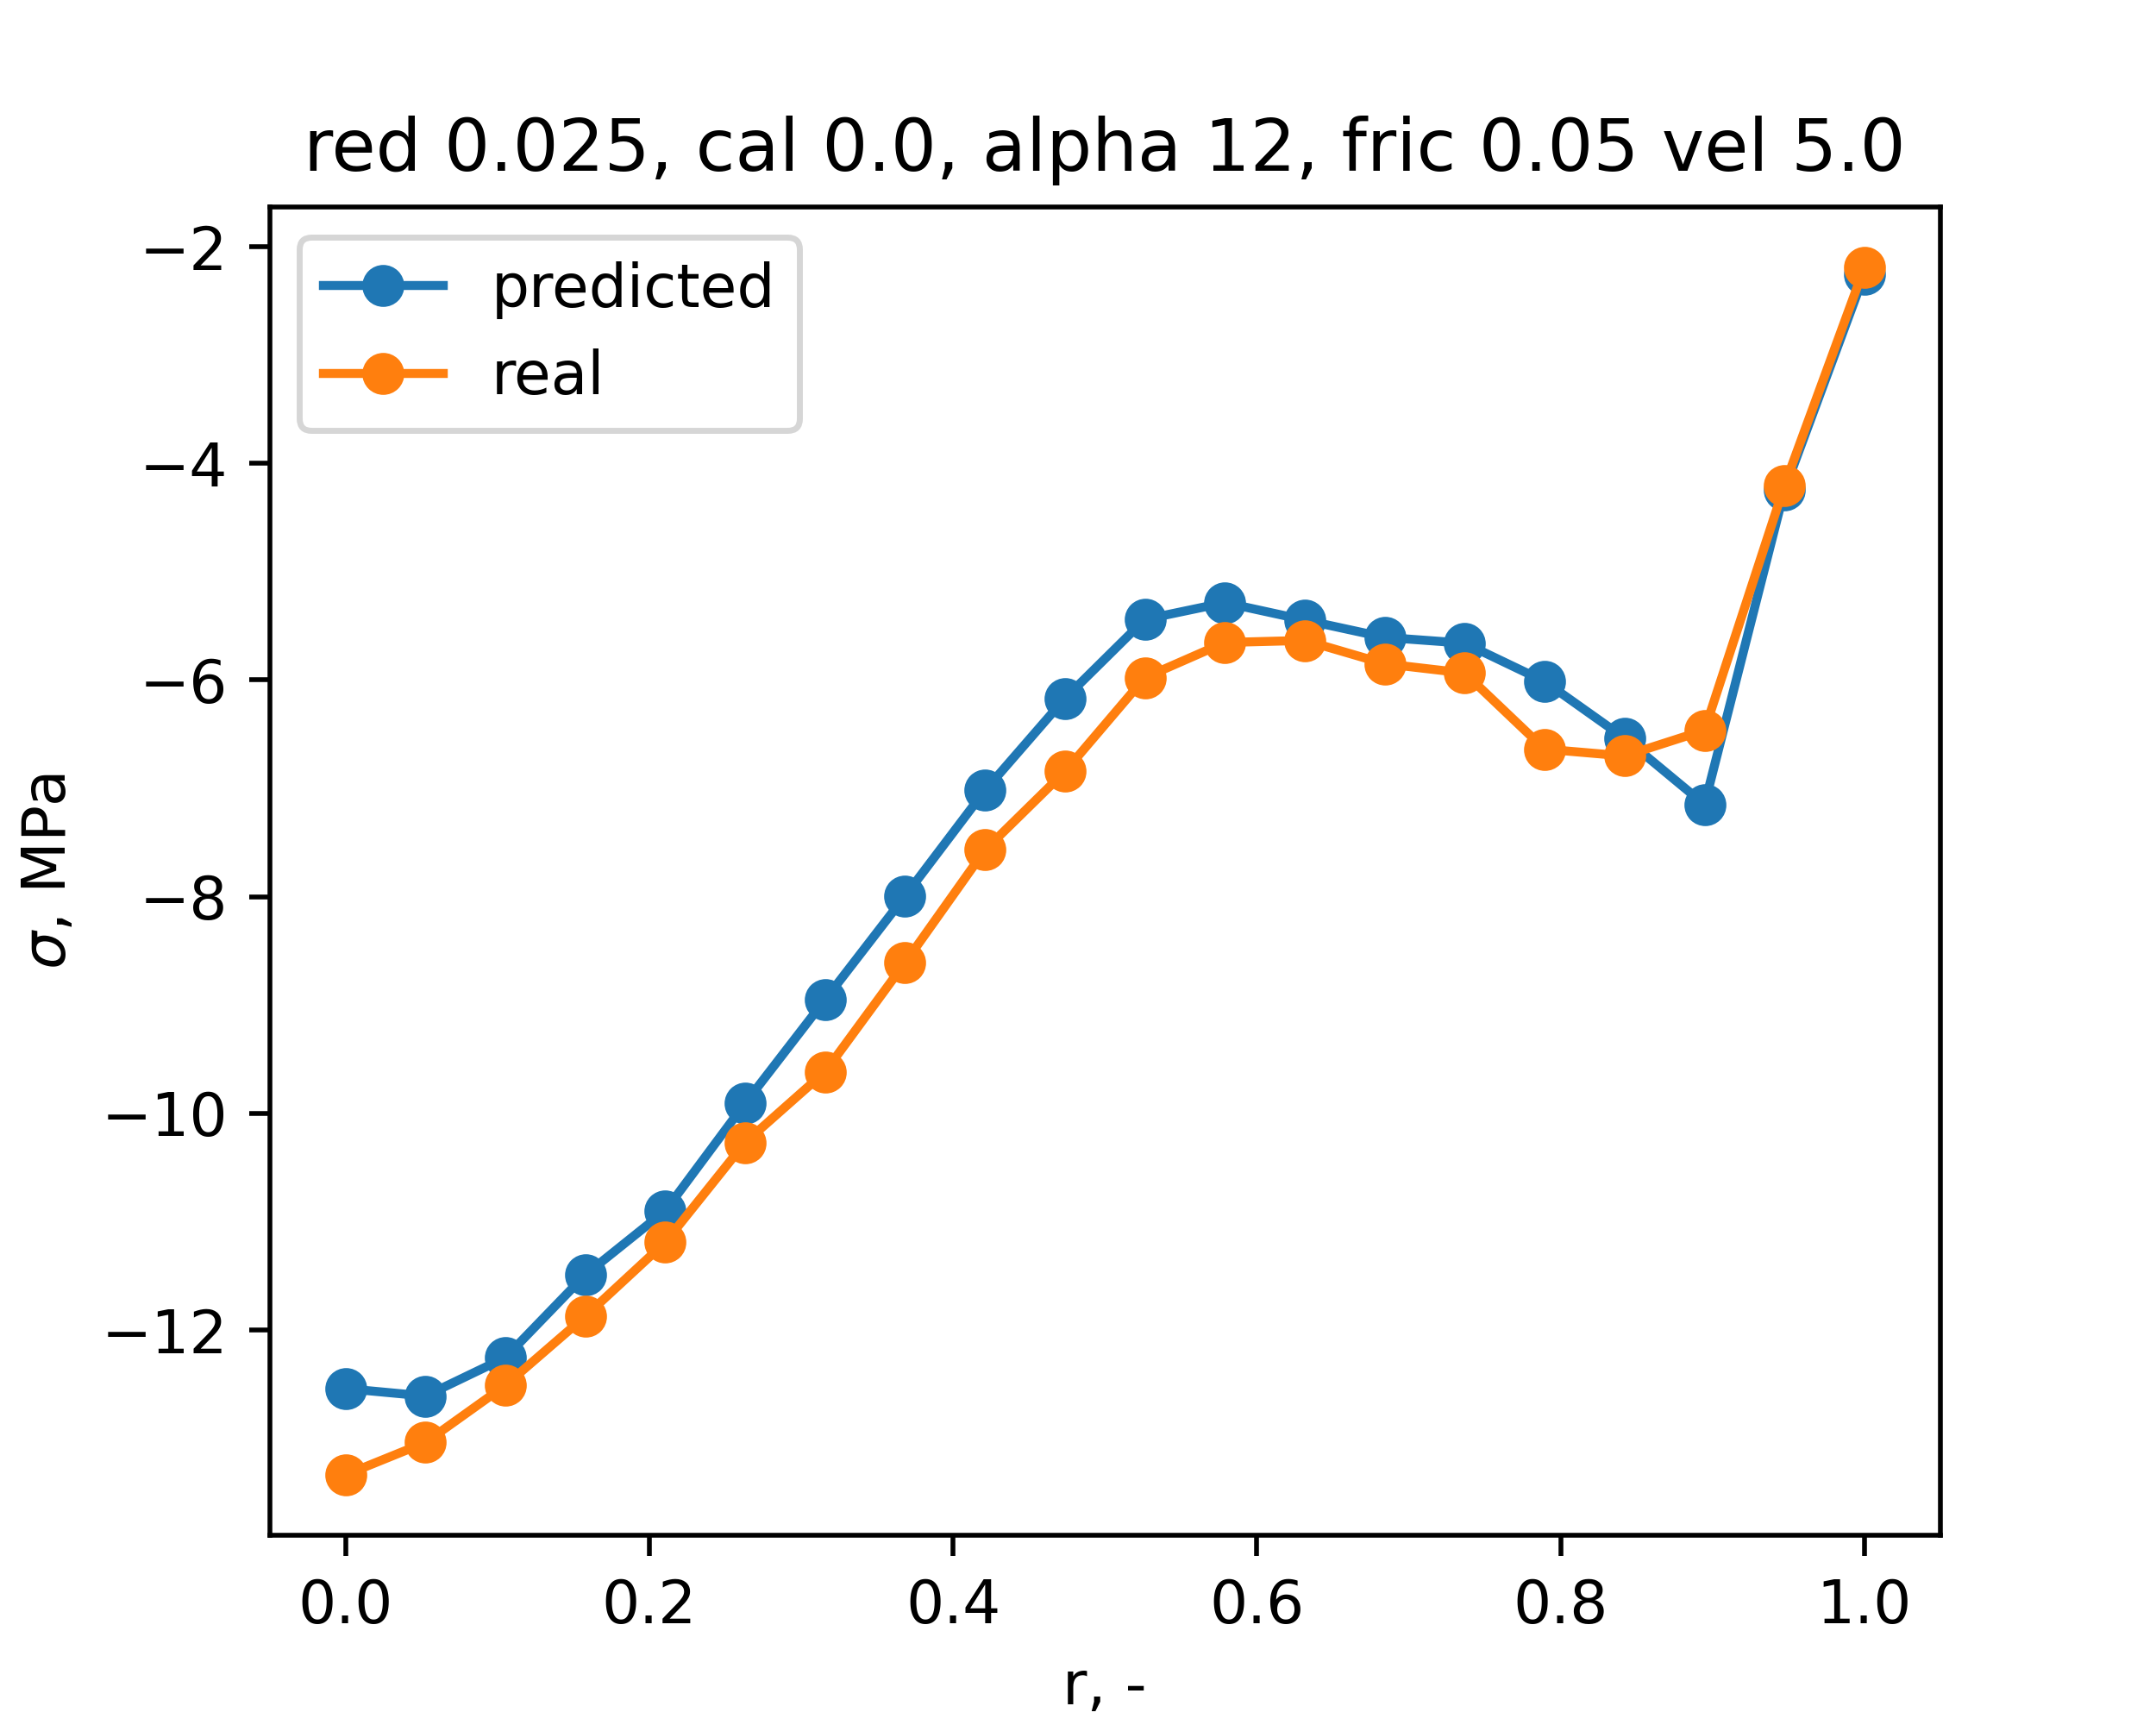 red 0.025, cal 0.0, alpha 12, fric 0.05 vel 5.0
predicted
real
−2
−4
−6
−8
−10
−12
σ, MPa
0.0 0.2 0.4 0.6 0.8 1.0
r, -